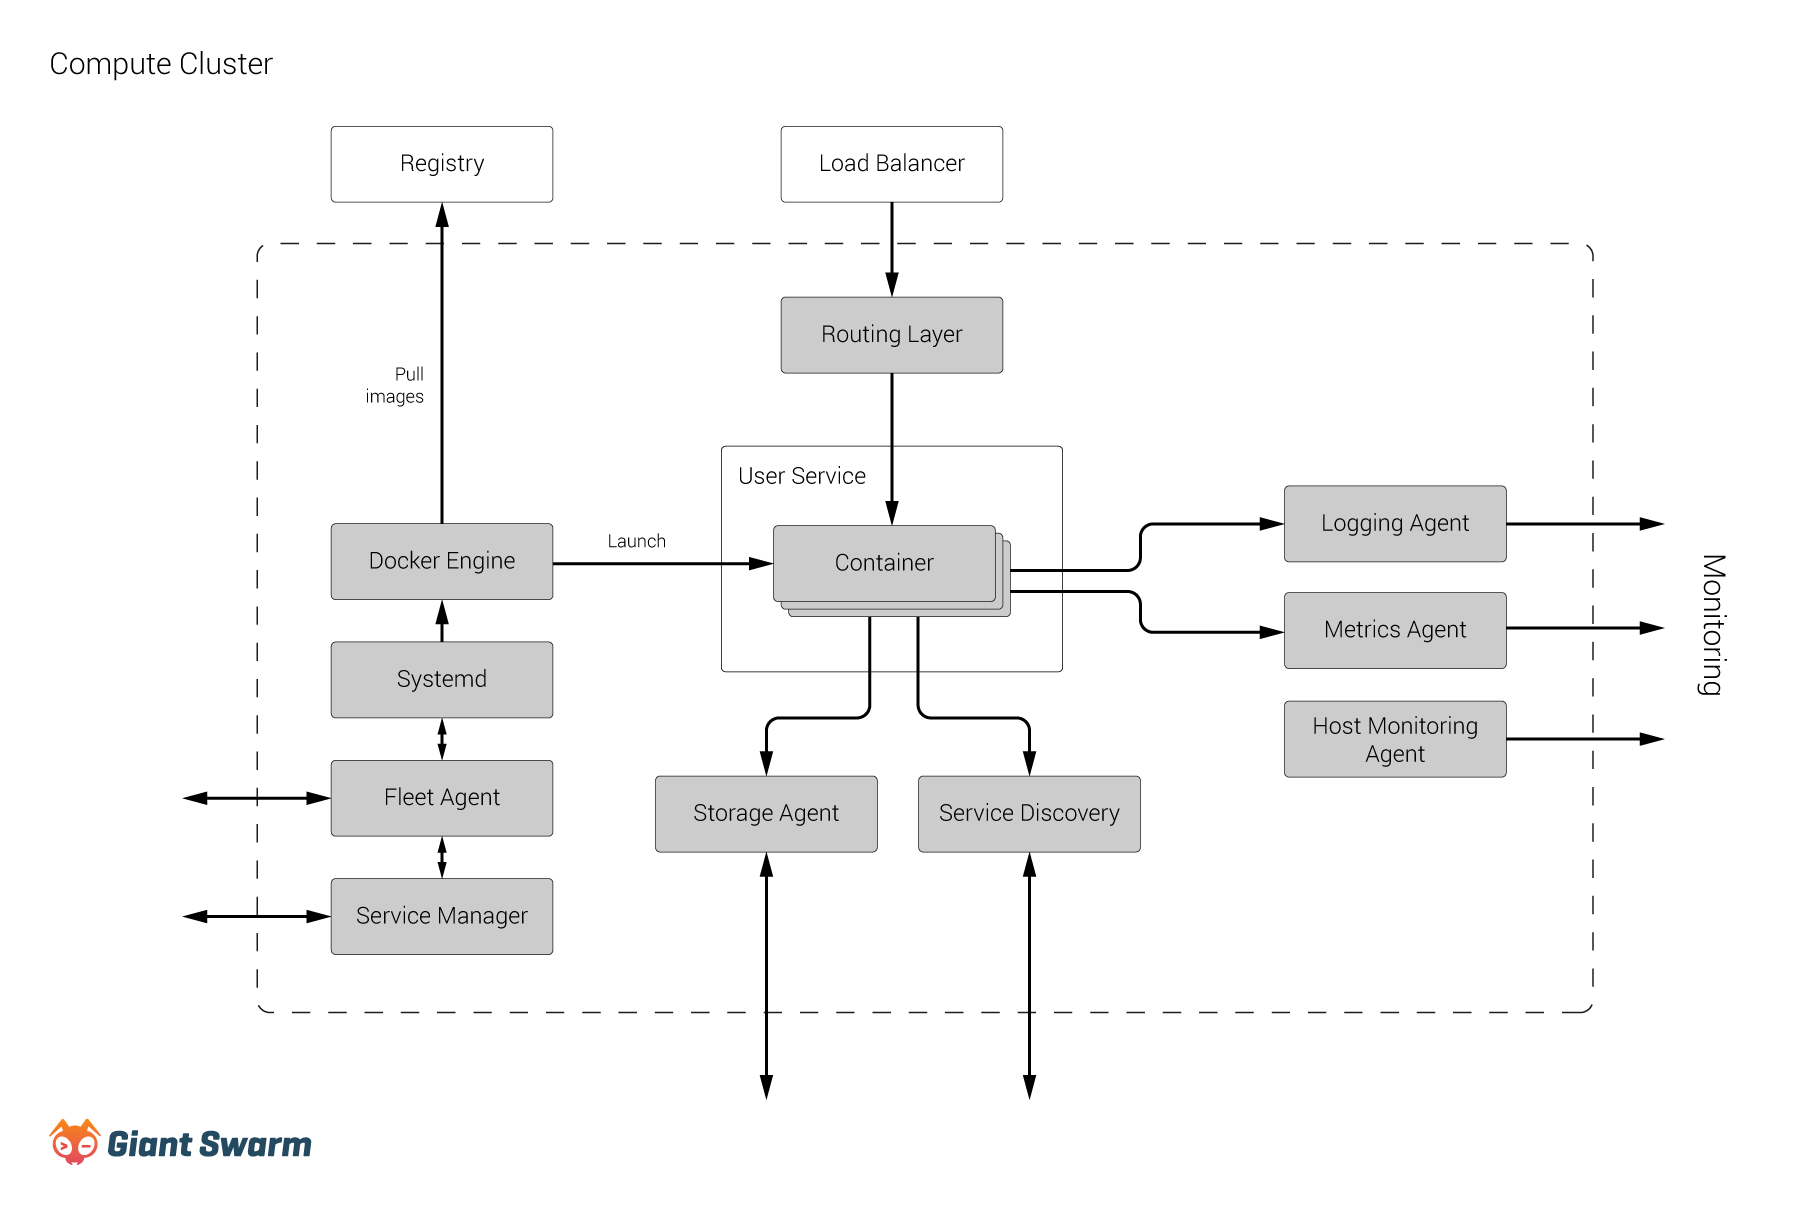 Compute Cluster
Registry
Load Balancer
Routing Layer
Pull
images
User Service
Docker Engine
Launch
Container
Logging Agent
Metrics Agent
Host Monitoring
Agent
Monitoring
Systemd
Fleet Agent
Service Manager
Storage Agent
Service Discovery
Giant Swarm